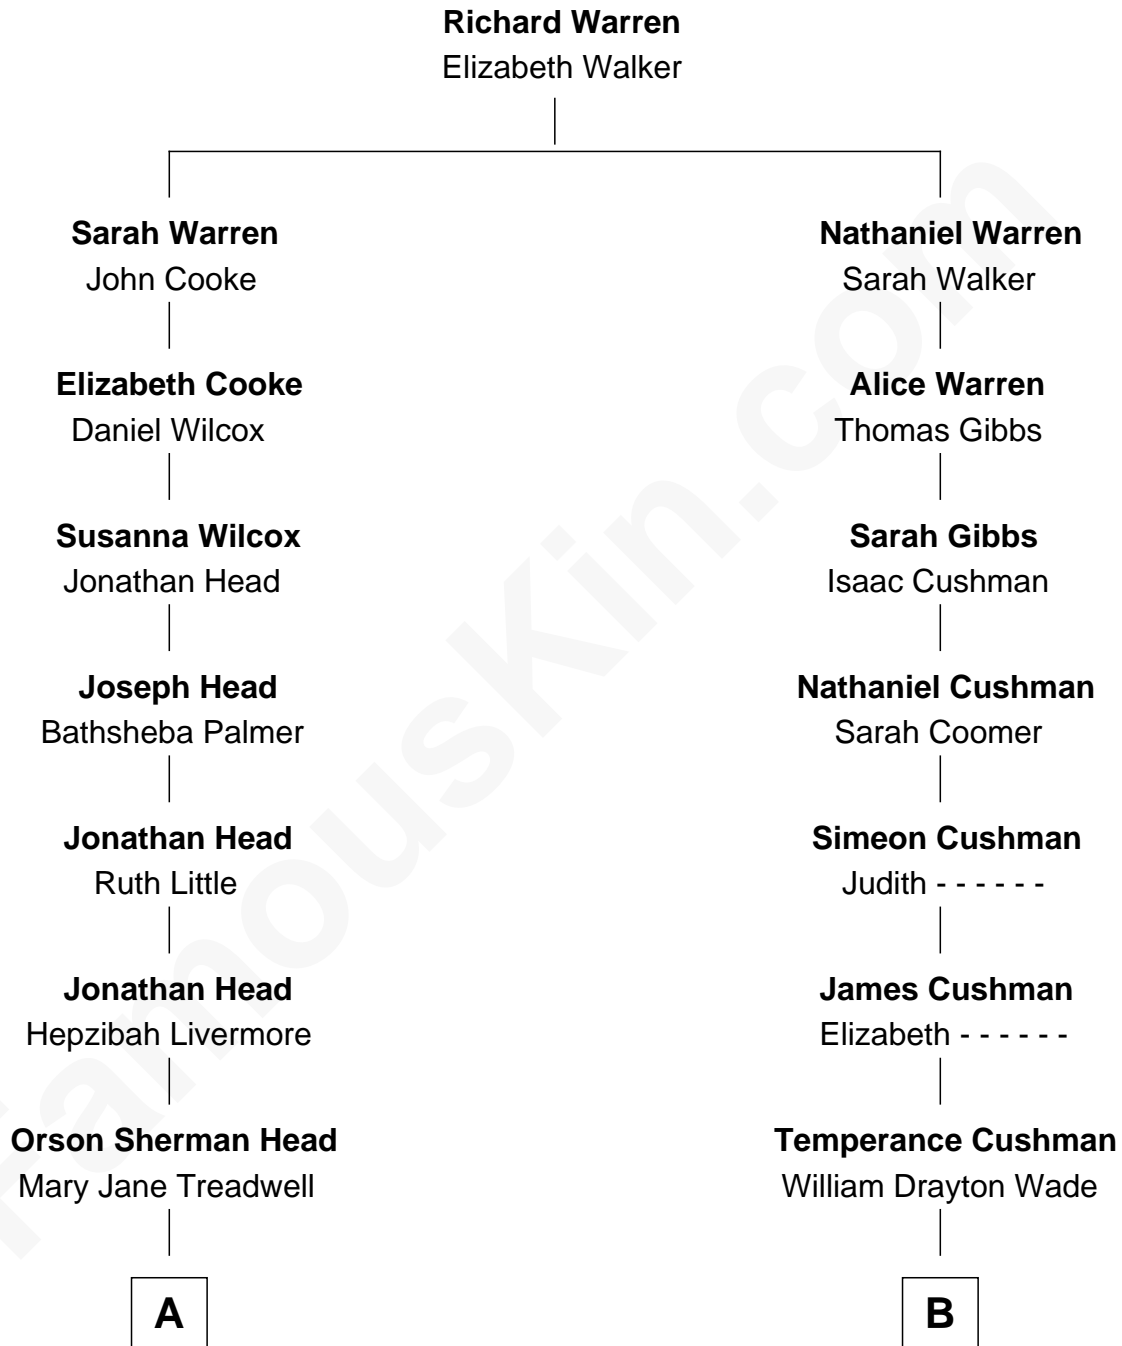 Richard Warren
Elizabeth Walker
Sarah Warren
John Cooke
Nathaniel Warren
Sarah Walker
Elizabeth Cooke
Daniel Wilcox
Alice Warren
Thomas Gibbs
Susanna Wilcox
Jonathan Head
Sarah Gibbs
Isaac Cushman
Joseph Head
Bathsheba Palmer
Nathaniel Cushman
Sarah Coomer
Jonathan Head
Ruth Little
Simeon Cushman
Judith - - - - - -
Jonathan Head
Hepzibah Livermore
James Cushman
Elizabeth - - - - - -
Orson Sherman Head
Mary Jane Treadwell
Temperance Cushman
William Drayton Wade
A
B
FamousKin.com